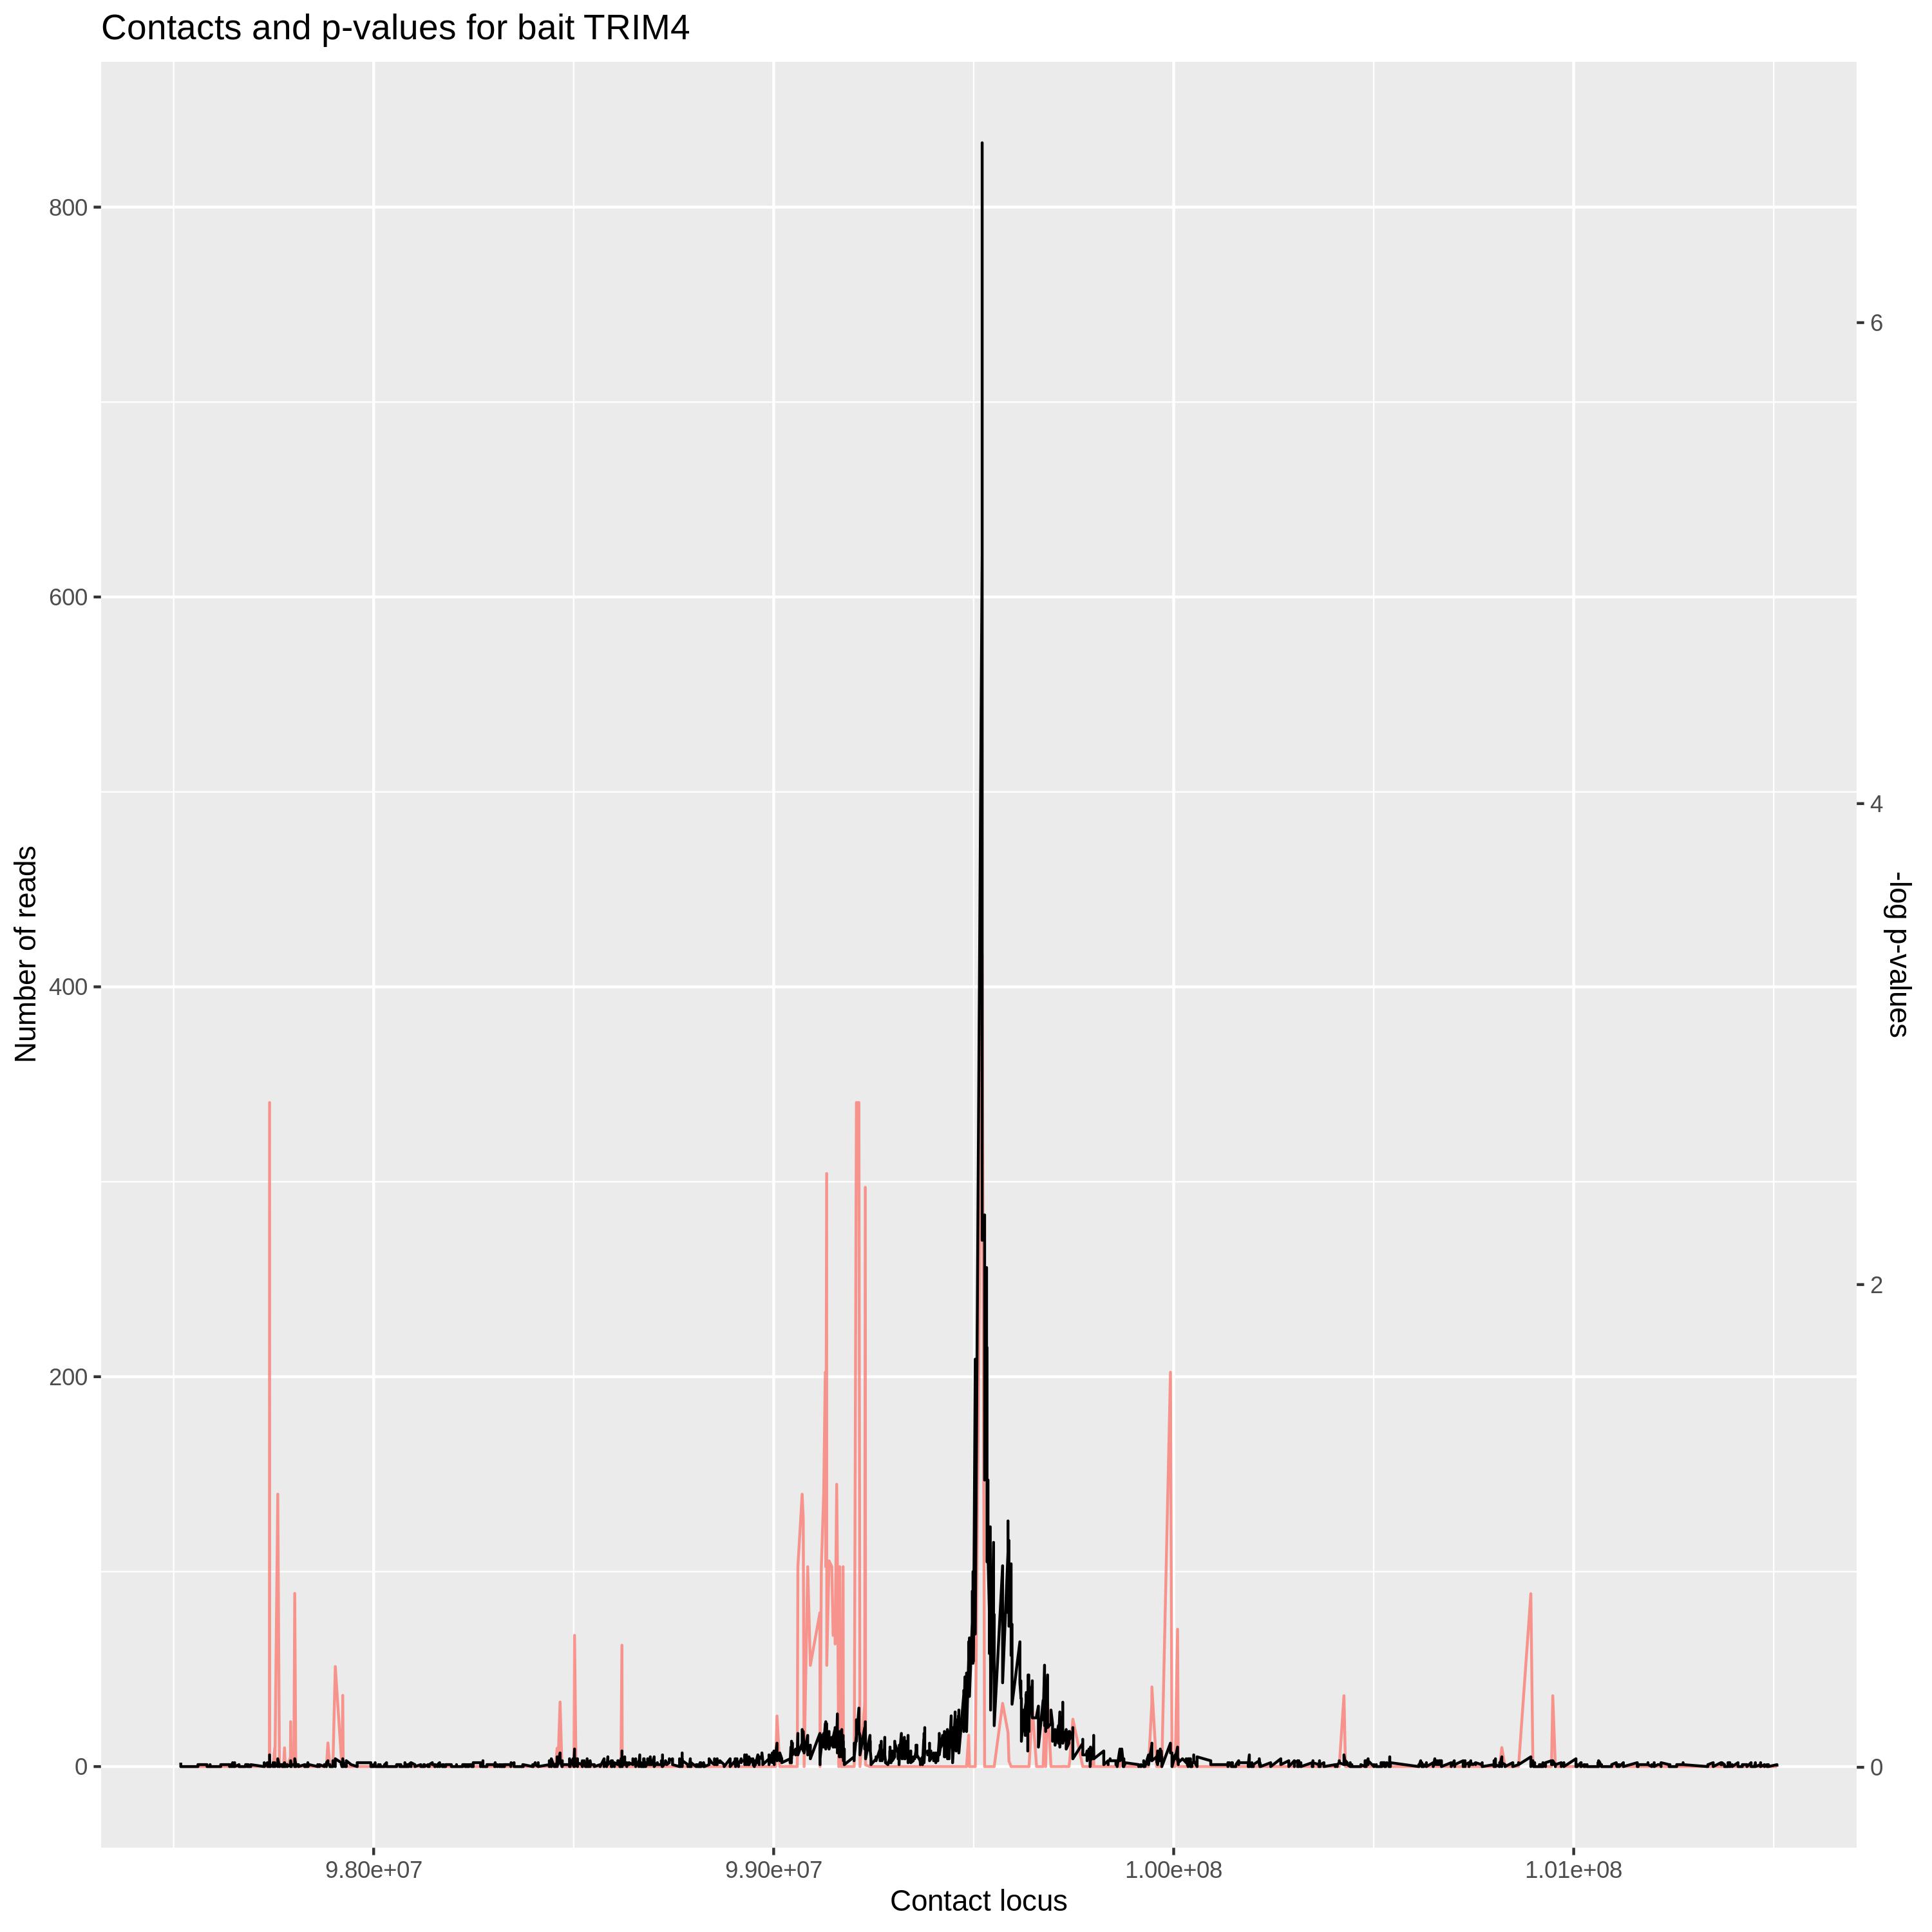 Contacts and p-values for bait TRIM4
Number of reads
800
600
400
200
0
6
4
2
0
-log p-values
9.80e+07
9.90e+07
1.00e+08
1.01e+08
Contact locus